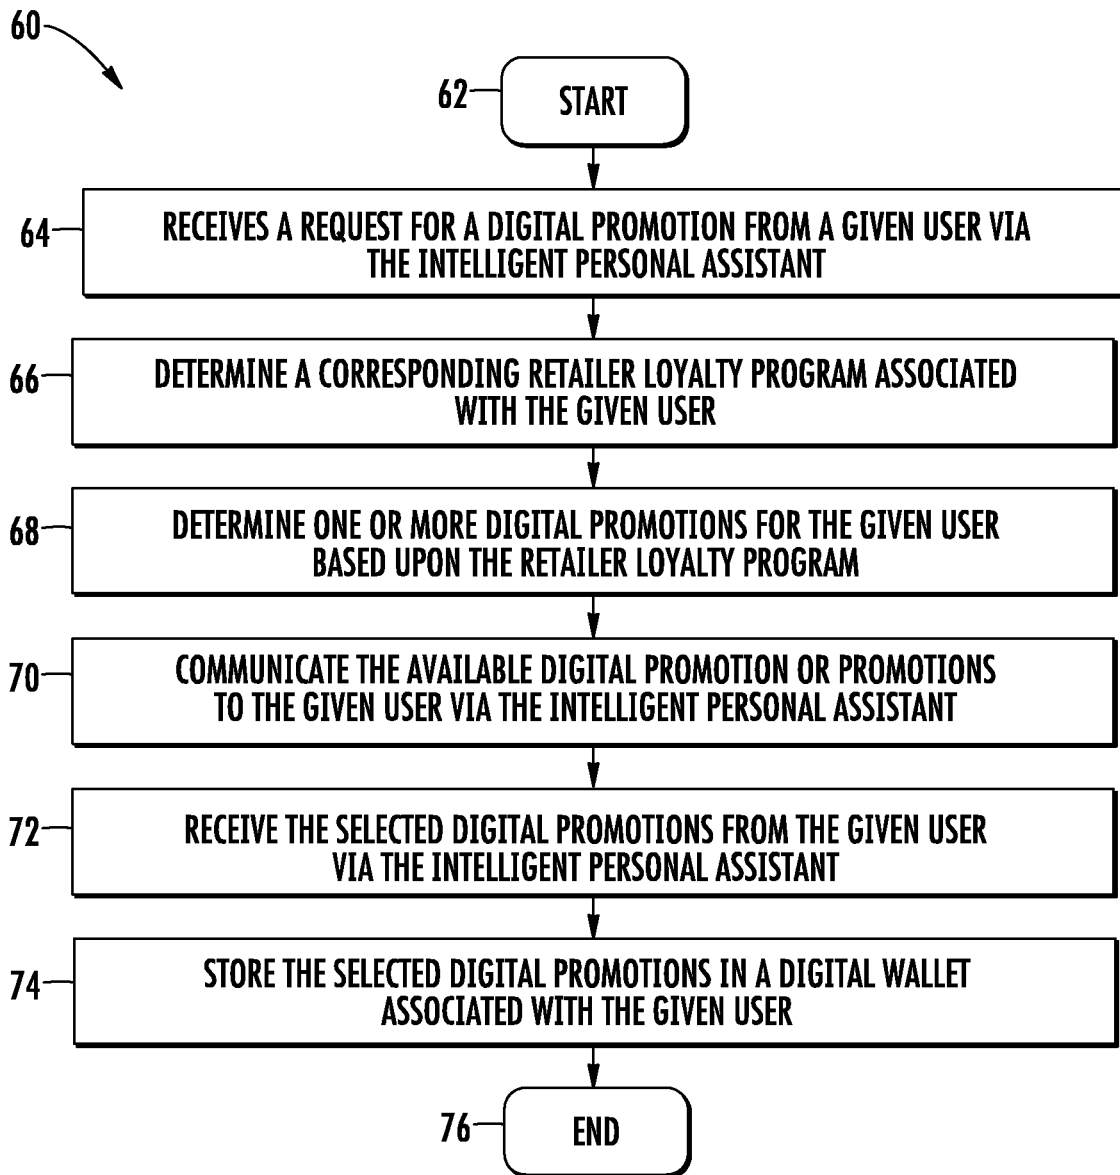 60
62
START
64
RECEIVES A REQUEST FOR A DIGITAL PROMOTION FROM A GIVEN USER VIA
THE INTELLIGENT PERSONAL ASSISTANT
66
DETERMINE A CORRESPONDING RETAILER LOYALTY PROGRAM ASSOCIATED
WITH THE GIVEN USER
68
DETERMINE ONE OR MORE DIGITAL PROMOTIONS FOR THE GIVEN USER
BASED UPON THE RETAILER LOYALTY PROGRAM
70
COMMUNICATE THE AVAILABLE DIGITAL PROMOTION OR PROMOTIONS
TO THE GIVEN USER VIA THE INTELLIGENT PERSONAL ASSISTANT
72
RECEIVE THE SELECTED DIGITAL PROMOTIONS FROM THE GIVEN USER
VIA THE INTELLIGENT PERSONAL ASSISTANT
74
STORE THE SELECTED DIGITAL PROMOTIONS IN A DIGITAL WALLET
ASSOCIATED WITH THE GIVEN USER
76
END